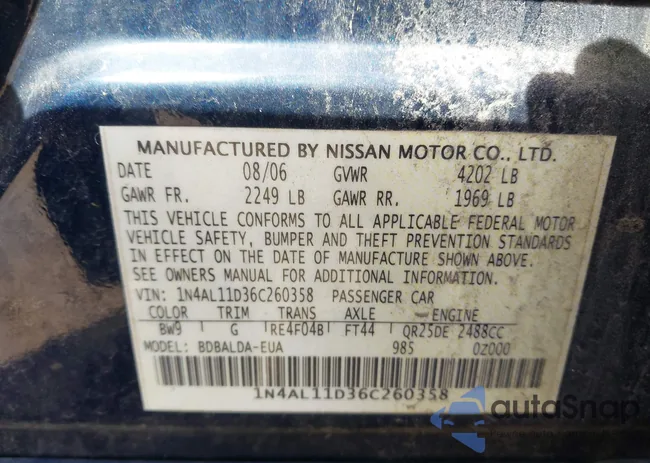 MANUFACTURED BY NISSAN MOTOR CO., LTD.
DATE 08/06 GVWR 4202 LB
GAWR FR. 2249 LB GAWR RR. 1969 LB
THIS VEHICLE CONFORMS TO ALL APPLICABLE FEDERAL MOTOR
VEHICLE SAFETY, BUMPER AND THEFT PREVENTION STANDARDS
IN EFFECT ON THE DATE OF MANUFACTURE SHOWN ABOVE.
SEE OWNERS MANUAL FOR ADDITIONAL INFORMATION.
VIN: 1N4AL11D36C260358 PASSENGER CAR
COLOR TRIM TRANS AXLE ENGINE
BW9 G RE4F04B FT44 QR25DE 2488CC
MODEL: BDBALDA-EUA 985 0Z000
1N4AL11D36C260358
autoSnap